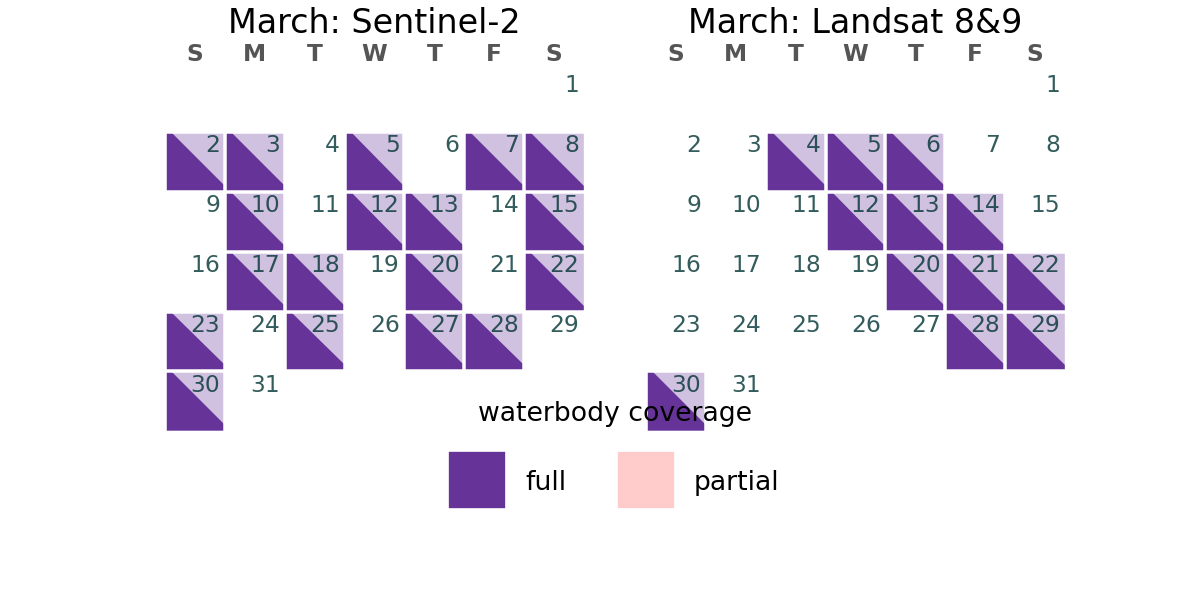 March: Sentinel-2
S M T W T F S
1
2 3 4 5 6 7 8
9 10 11 12 13 14 15
16 17 18 19 20 21 22
23 24 25 26 27 28 29
30 31
March: Landsat 8&9
S M T W T F S
1
2 3 4 5 6 7 8
9 10 11 12 13 14 15
16 17 18 19 20 21 22
23 24 25 26 27 28 29
30 31
waterbody coverage
full partial